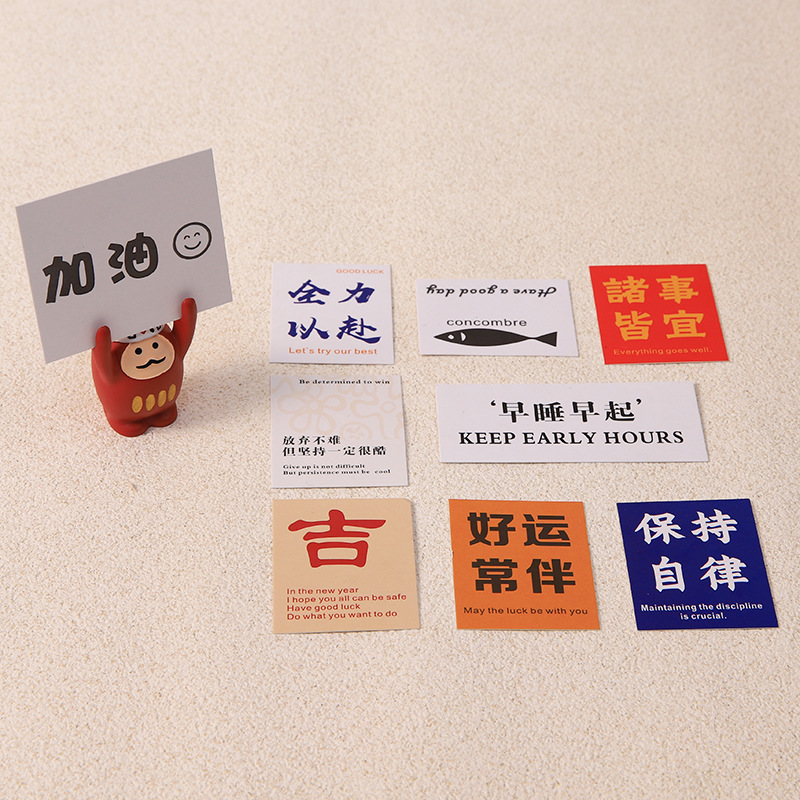 加油
GOOD LUCK
全力
以赴
Let's try our best
Have a good day
concombre
諸事
皆宜
Everything goes well.
Be determined to win
放弃不难
但坚持一定很酷
Give up is not difficult
But persistence must be cool
‘早睡早起’
KEEP EARLY HOURS
吉
In the new year
I hope you all can be safe
Have good luck
Do what you want to do
好运
常伴
May the luck be with you
保持
自律
Maintaining the discipline
is crucial.